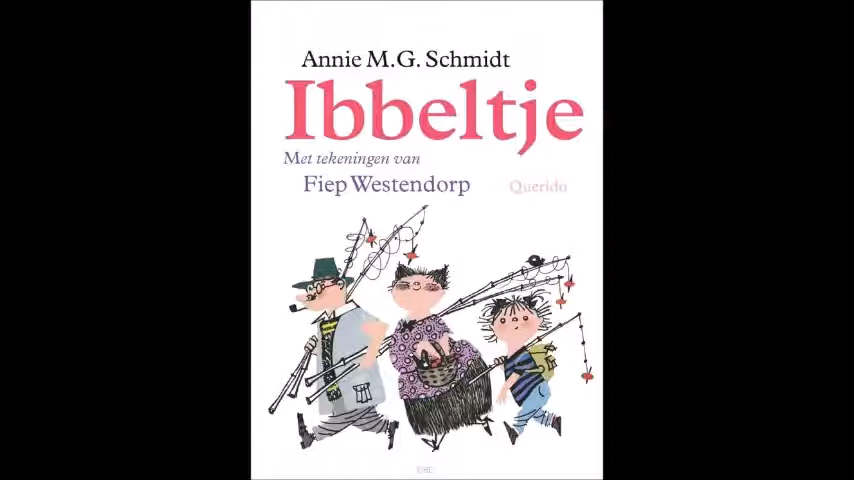 Annie M.G. Schmidt
Ibbeltje
Met tekeningen van
Fiep Westendorp
Querido